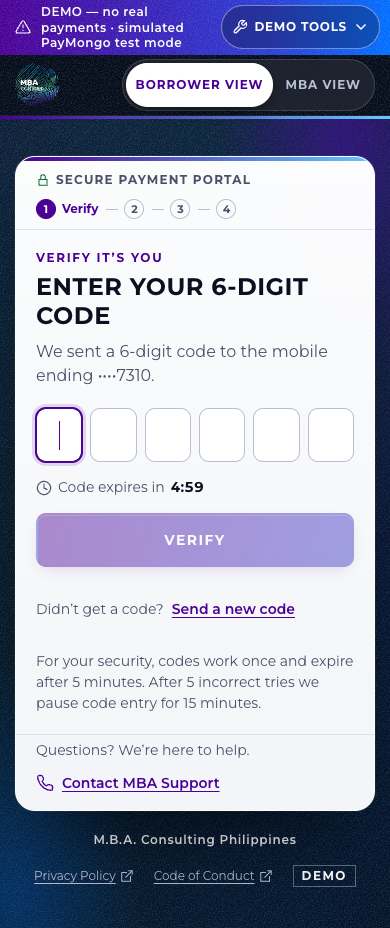 DEMO — no real
payments · simulated
PayMongo test mode
DEMO TOOLS
MBA
BORROWER VIEW
MBA VIEW
SECURE PAYMENT PORTAL
1 Verify — 2 — 3 — 4
VERIFY IT’S YOU
ENTER YOUR 6-DIGIT
CODE
We sent a 6-digit code to the mobile
ending ••••7310.
Code expires in 4:59
VERIFY
Didn’t get a code? Send a new code
For your security, codes work once and expire
after 5 minutes. After 5 incorrect tries we
pause code entry for 15 minutes.
Questions? We’re here to help.
Contact MBA Support
M.B.A. Consulting Philippines
Privacy Policy
Code of Conduct
DEMO